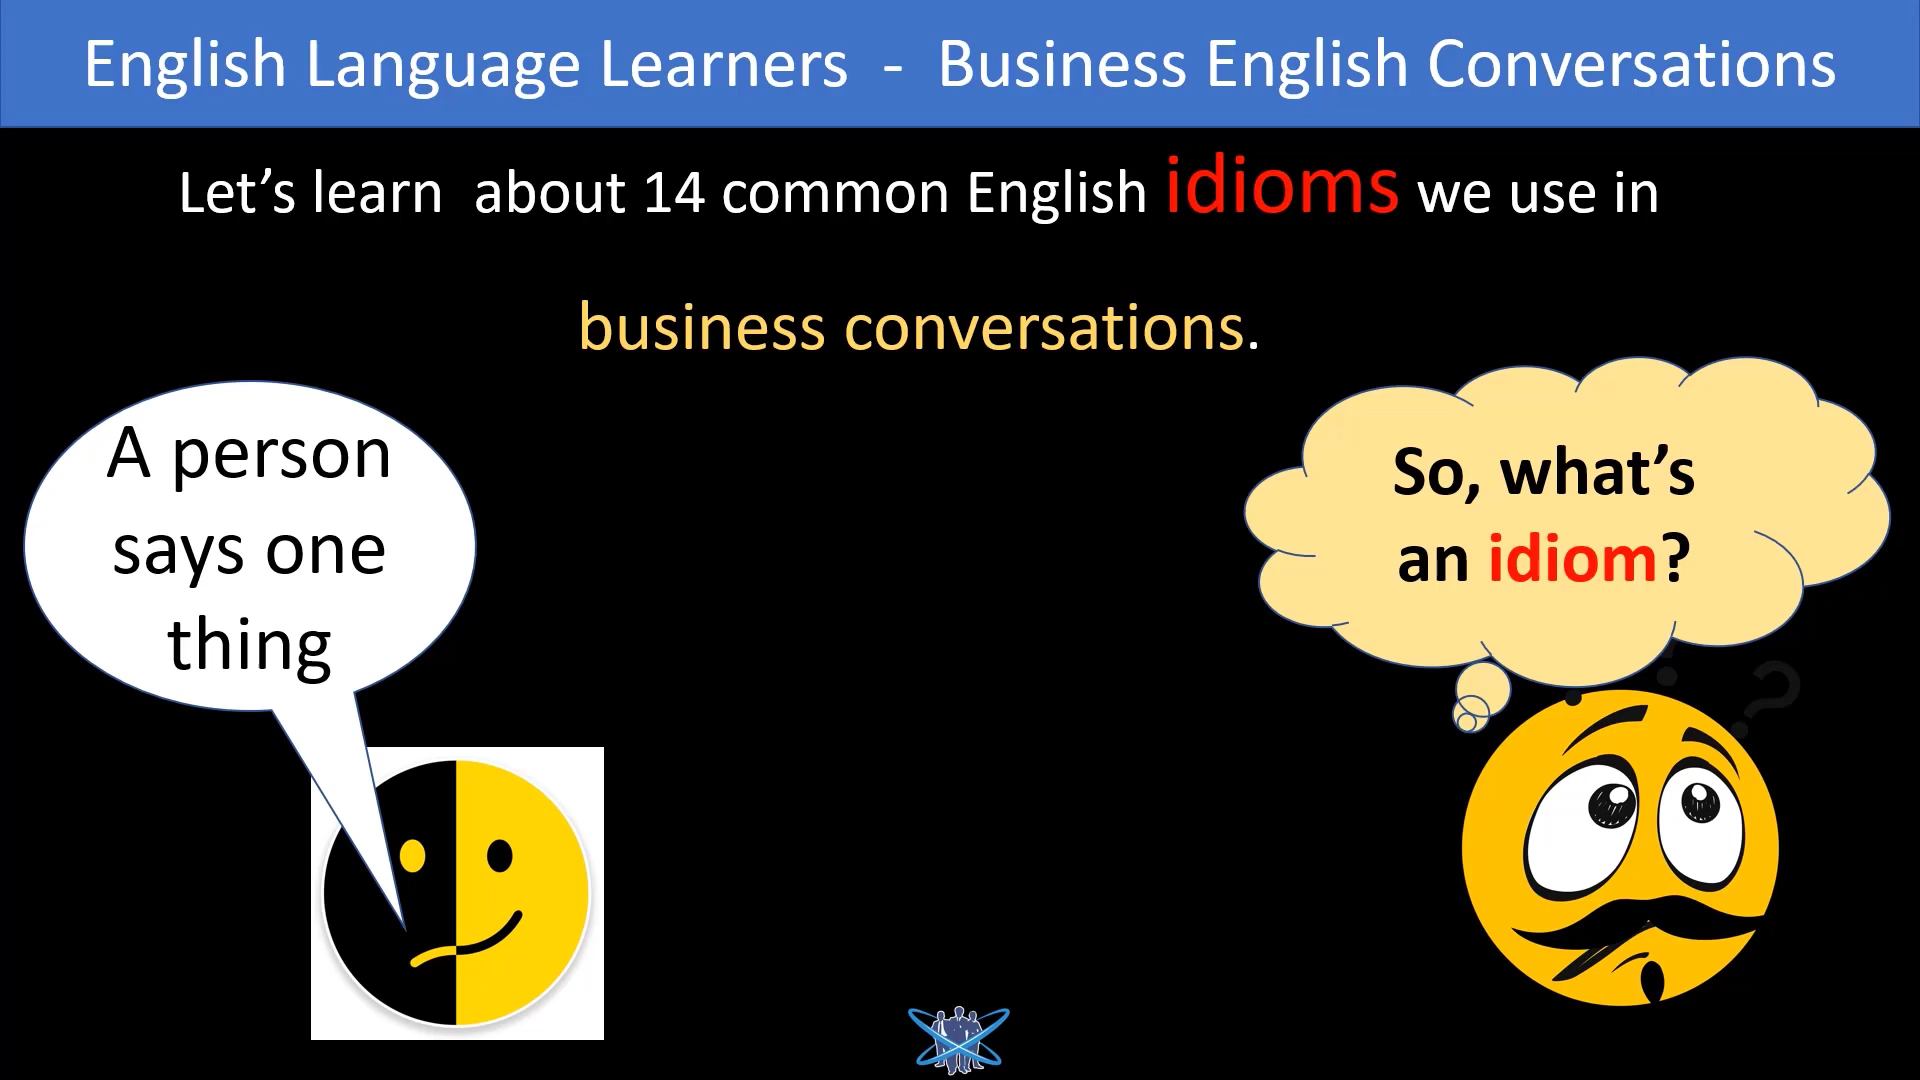 English Language Learners - Business English Conversations
Let’s learn about 14 common English idioms we use in
business conversations.
A person
says one
thing
So, what’s
an idiom?